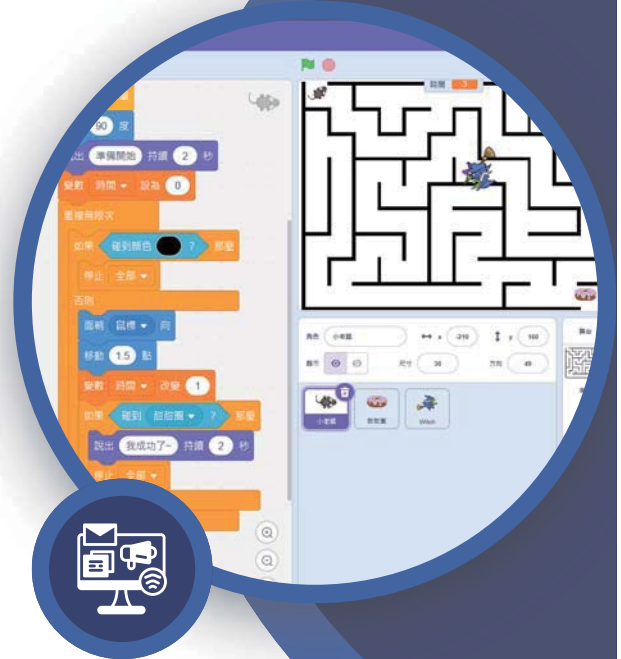 90 度
說出 準備開始 持續 2 秒
變數 時間 設為 0
重複無限次
如果 碰到顏色 ? 那麼
停止 全部
否則
面朝 鼠標 向
移動 1.5 點
變數 時間 改變 1
如果 碰到 甜甜圈 ? 那麼
說出 我成功了~ 持續 2 秒
停止 全部
時間 3
角色 小老鼠 x -210 y 160
顯示 尺寸 30 方向 49
舞台
小老鼠 甜甜圈 Witch